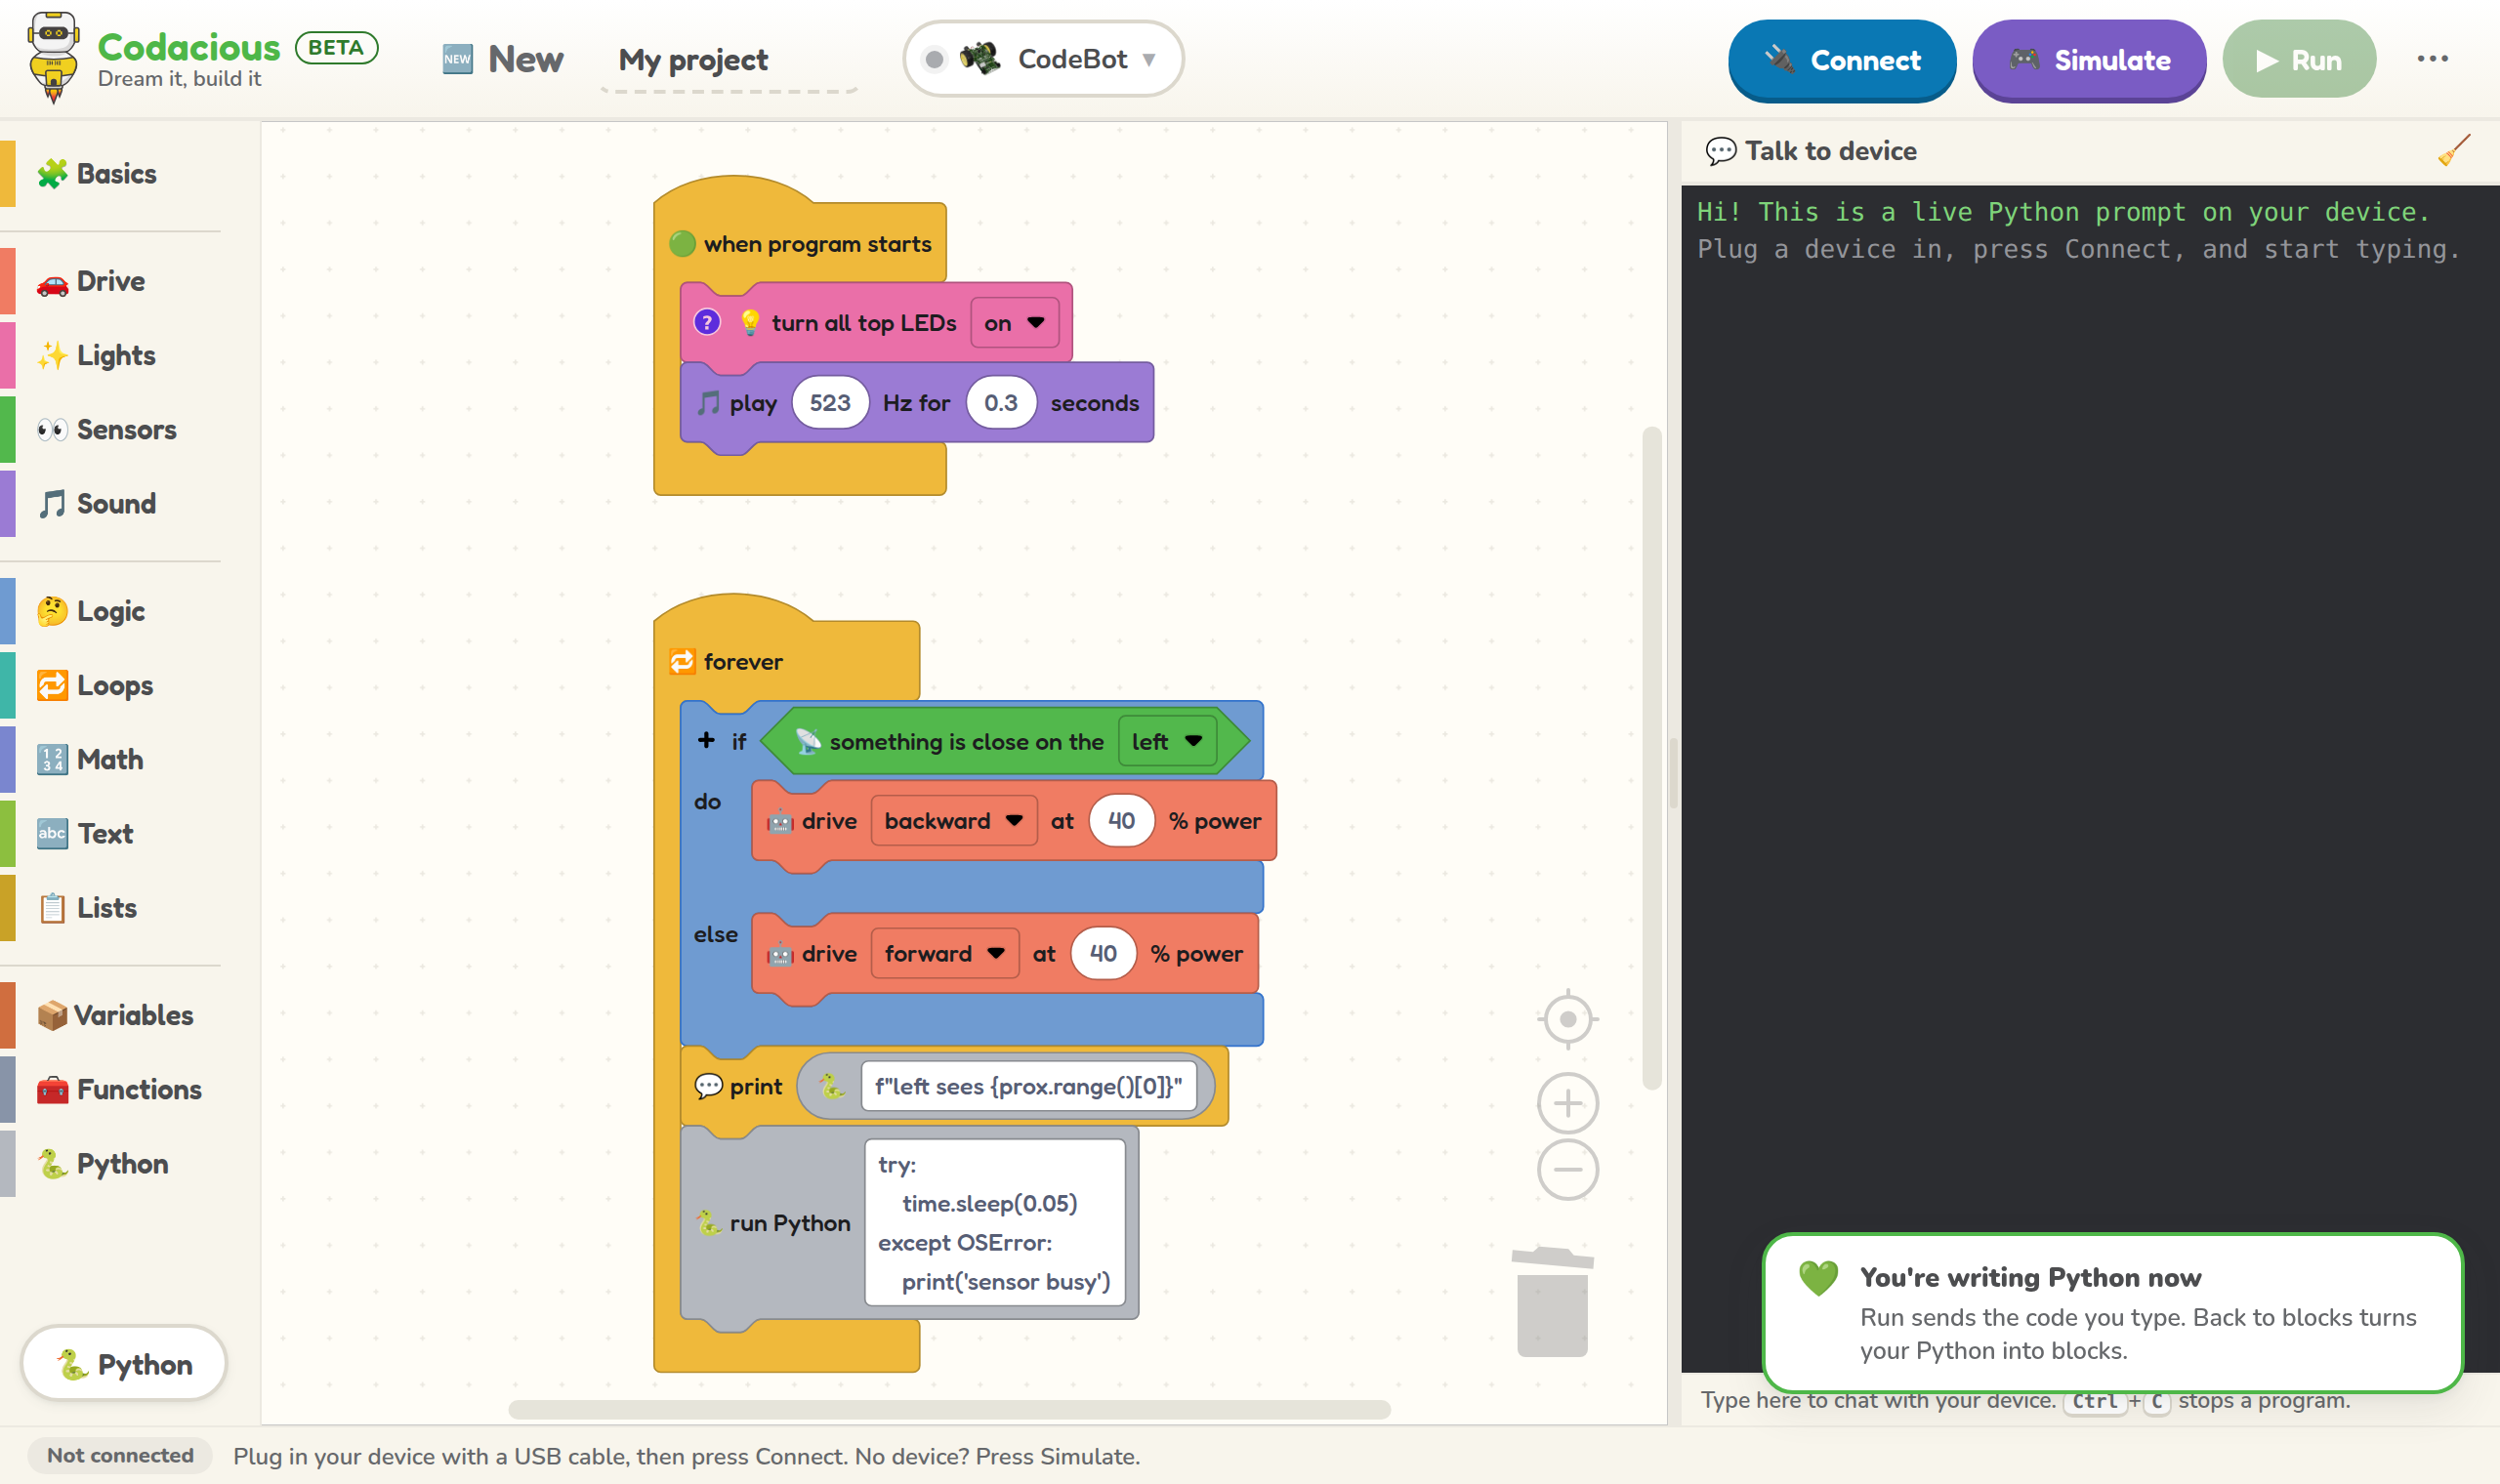 Codacious BETA
Dream it, build it
NEW New
My project
CodeBot
Connect
Simulate
Run
Basics
Drive
Lights
Sensors
Sound
Logic
Loops
1 2 3 4 Math
abc Text
Lists
Variables
Functions
Python
Python
when program starts
? turn all top LEDs on
play 523 Hz for 0.3 seconds
forever
if something is close on the left
do drive backward at 40 % power
else drive forward at 40 % power
print f"left sees {prox.range()[0]}"
run Python
try:
time.sleep(0.05)
except OSError:
print('sensor busy')
Talk to device
Hi! This is a live Python prompt on your device.
Plug a device in, press Connect, and start typing.
You're writing Python now
Run sends the code you type. Back to blocks turns
your Python into blocks.
Type here to chat with your device. Ctrl+C stops a program.
Not connected
Plug in your device with a USB cable, then press Connect. No device? Press Simulate.